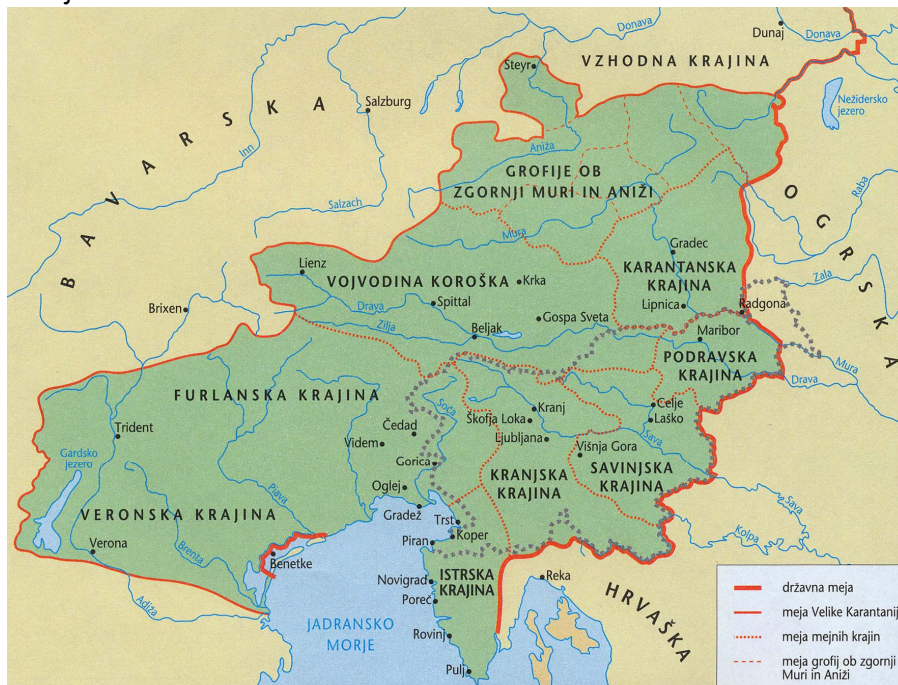 Donava
Dunaj
Donava
Steyr
VZHODNA KRAJINA
Nežidersko
jezero
Salzburg
BAVARSKA
Inn
Aniža
GROFIJE OB
ZGORNJI MURI IN ANIŽI
Salzach
OGRSKA
Raba
Mura
Gradec
Lienz
VOJVODINA KOROŠKA
Krka
KARANTANSKA
KRAJINA
Zala
Brixen
Drava
Spittal
Lipnica
Radgona
Zilja
Gospa Sveta
Beljak
Maribor
PODRAVSKA
KRAJINA
Mura
Drava
FURLANSKA KRAJINA
Soča
Kranj
Škofja Loka
Celje
Laško
Trident
Čedad
Videm
Ljubljana
Sava
Gardsko
jezero
Gorica
Višnja Gora
SAVINJSKA
KRAJINA
KRANJSKA
KRAJINA
Oglej
Piava
VERONSKA KRAJINA
Gradež
Trst
Sava
Koper
Kolpa
Verona
Brenta
Piran
Benetke
Novigrad
ISTRSKA
KRAJINA
Reka
HRVAŠKA
Adiža
Poreč
JADRANSKO
MORJE
Rovinj
Pulj
državna meja
meja Velike Karantanij
meja mejnih krajin
meja grofij ob zgornji
Muri in Aniži